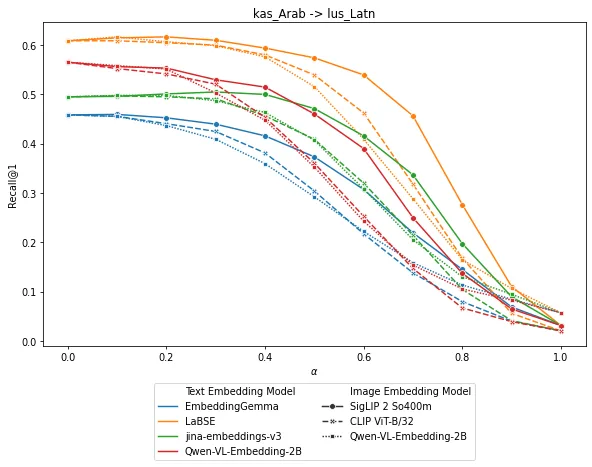 kas_Arab -> lus_Latn
Recall@1
0.6
0.5
0.4
0.3
0.2
0.1
0.0
0.0
0.2
0.4
0.6
0.8
1.0
α
Text Embedding Model
EmbeddingGemma
LaBSE
jina-embeddings-v3
Qwen-VL-Embedding-2B
Image Embedding Model
SigLIP 2 So400m
CLIP ViT-B/32
Qwen-VL-Embedding-2B